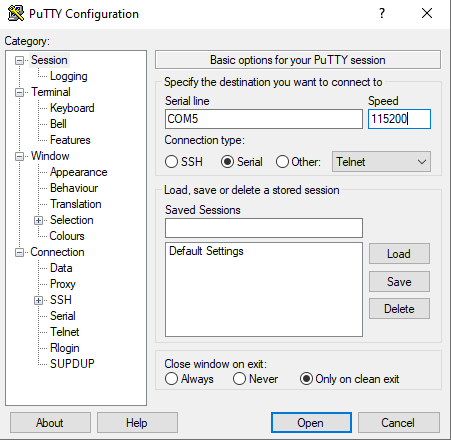 PuTTY Configuration
?
Category:
Session
Logging
Terminal
Keyboard
Bell
Features
Window
Appearance
Behaviour
Translation
Selection
Colours
Connection
Data
Proxy
SSH
Serial
Telnet
Rlogin
SUPDUP
Basic options for your PuTTY session
Specify the destination you want to connect to
Serial line Speed
COM5 115200
Connection type:
SSH Serial Other: Telnet
Load, save or delete a stored session
Saved Sessions
Default Settings
Load
Save
Delete
Close window on exit:
Always Never Only on clean exit
About Help Open Cancel